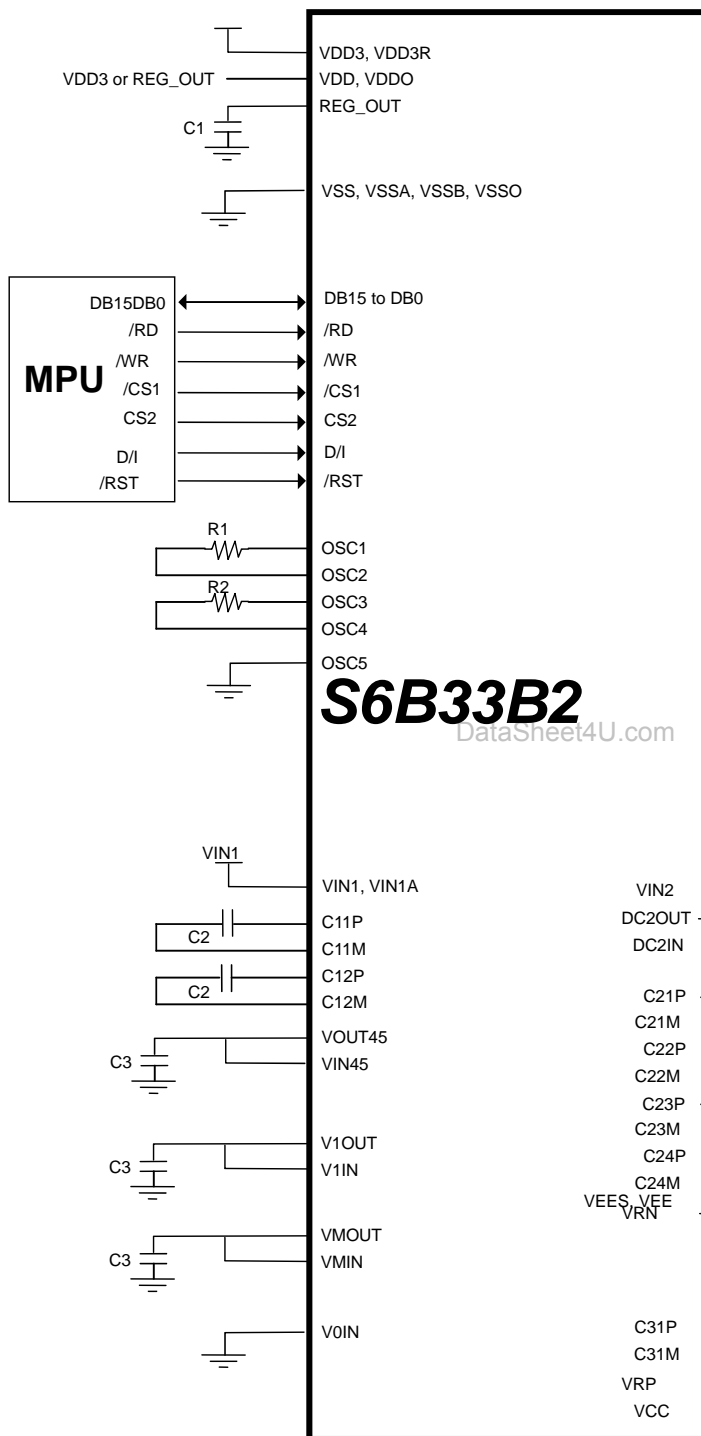 VDD3, VDD3R
VDD3 or REG_OUT
VDD, VDDO
REG_OUT
C1
VSS, VSSA, VSSB, VSSO
MPU
DB15DB0
DB15 to DB0
/RD
/RD
/WR
/WR
/CS1
/CS1
CS2
CS2
D/I
D/I
/RST
/RST
R1
OSC1
OSC2
R2
OSC3
OSC4
OSC5
S6B33B2
DataSheet4U.com
VIN1
VIN1, VIN1A
VIN2
C2
C11P
DC2OUT
C11M
DC2IN
C2
C12P
C12M
C21P
C3
VOUT45
C21M
VIN45
C22P
C22M
C23P
C23M
C3
V1OUT
V1IN
C24P
C24M
VEES, VEE
VRN
C3
VMOUT
VMIN
V0IN
C31P
C31M
VRP
VCC